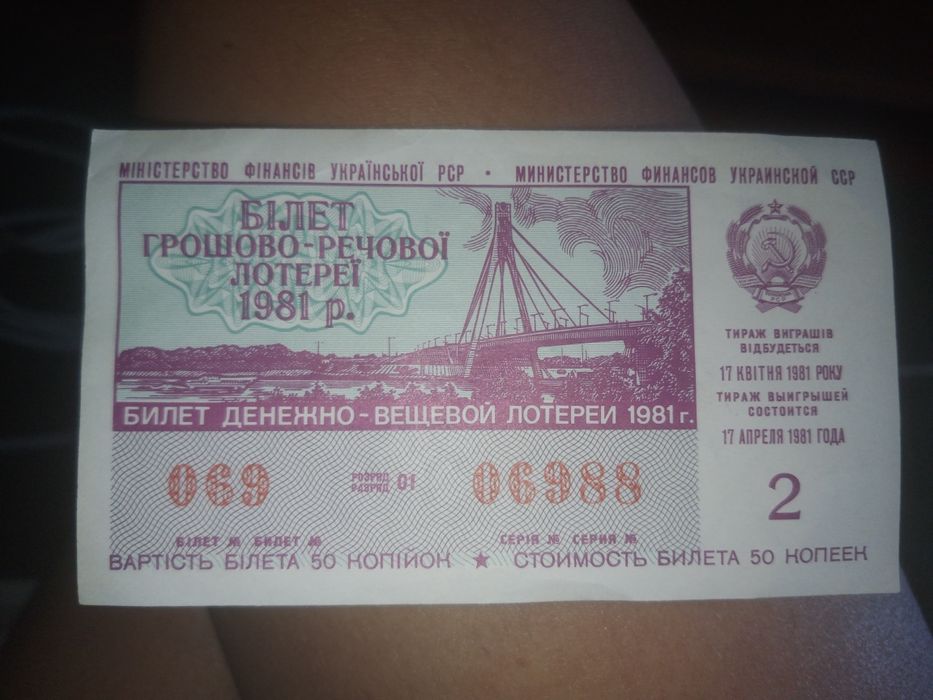 МІНІСТЕРСТВО ФІНАНСІВ УКРАЇНСЬКОЇ РСР • МИНИСТЕРСТВО ФИНАНСОВ УКРАИНСКОЙ ССР
БІЛЕТ
ГРОШОВО-РЕЧОВОЇ
ЛОТЕРЕЇ
1981 р.
БИЛЕТ ДЕНЕЖНО-ВЕЩЕВОЙ ЛОТЕРЕИ 1981 г.
ТИРАЖ ВИГРАШІВ
ВІДБУДЕТЬСЯ
17 КВІТНЯ 1981 РОКУ
ТИРАЖ ВЫИГРЫШЕЙ
СОСТОИТСЯ
17 АПРЕЛЯ 1981 ГОДА
069
РОЗРЯД
РАЗРЯД 01
06988
2
БІЛЕТ № БИЛЕТ №
СЕРІЯ № СЕРИЯ №
ВАРТІСТЬ БІЛЕТА 50 КОПІЙОК ★ СТОИМОСТЬ БИЛЕТА 50 КОПЕЕК